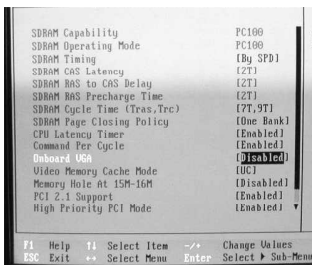 SDRAM Capability PC100
SDRAM Operating Mode PC100
SDRAM Timing [By SPD]
SDRAM CAS Latency [2T]
SDRAM RAS to CAS Delay [2T]
SDRAM RAS Precharge Time [2T]
SDRAM Cycle Time (Tras,Trc) [7T,9T]
SDRAM Page Closing Policy [One Bank]
CPU Latency Timer [Enabled]
Command Per Cycle [Enabled]
Onboard VGA [Disabled]
Video Memory Cache Mode [UC]
Memory Hole At 15M-16M [Disabled]
PCI 2.1 Support [Enabled]
High Priority PCI Mode [Enabled]
F1 Help ↑↓ Select Item -/+ Change Values
ESC Exit ↔ Select Menu Enter Select ▶ Sub-Menu